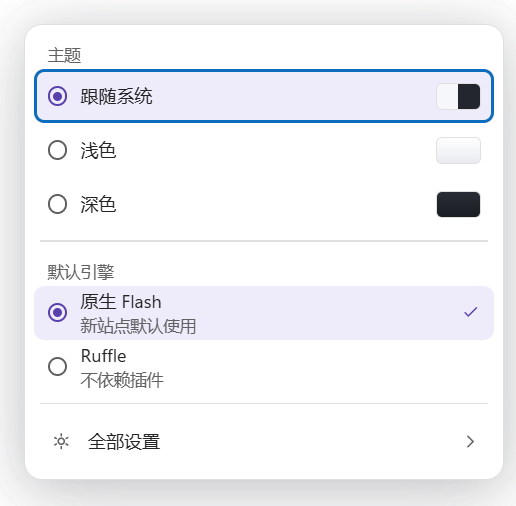 主题
跟随系统
浅色
深色
默认引擎
原生 Flash
新站点默认使用
Ruffle
不依赖插件
全部设置